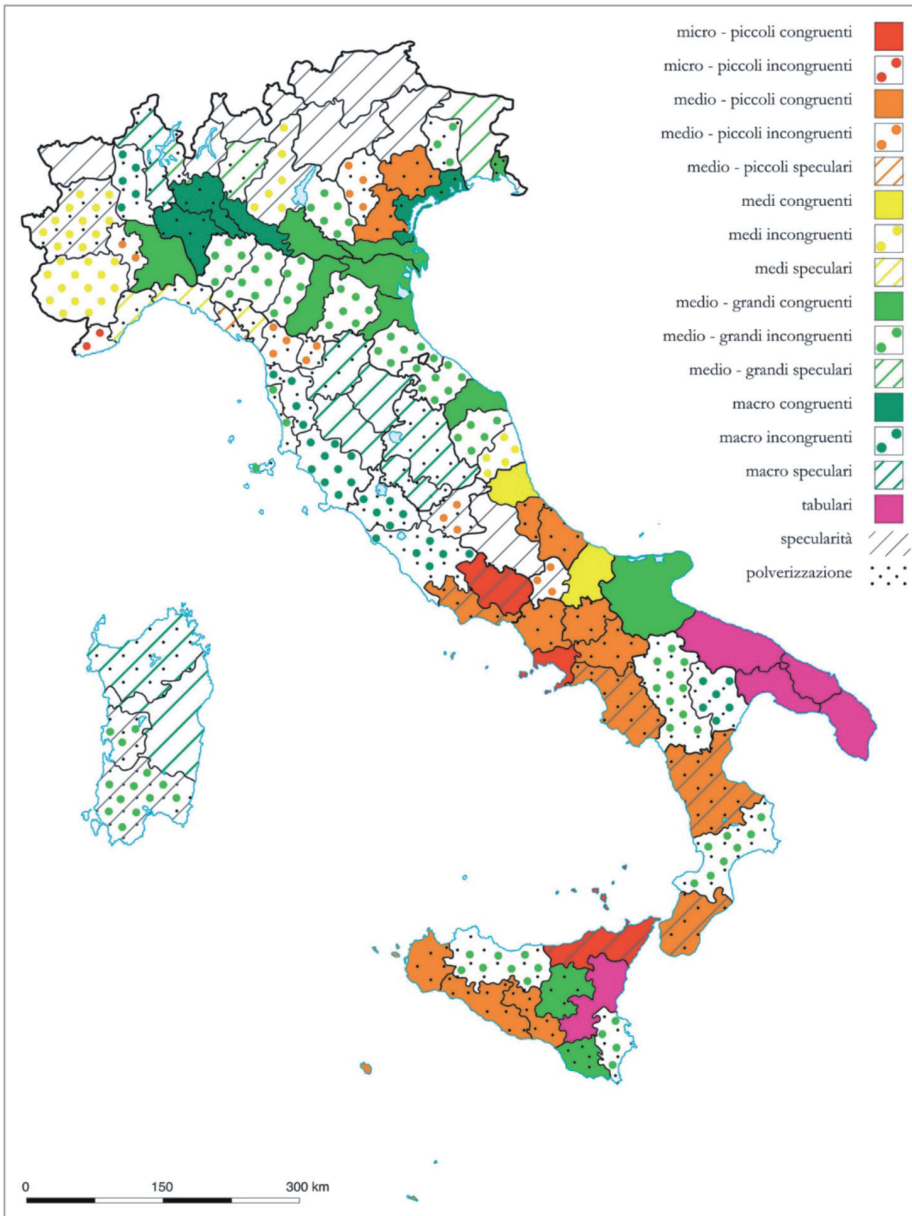 micro - piccoli congruenti
micro - piccoli incongruenti
medio - piccoli congruenti
medio - piccoli incongruenti
medio - piccoli speculari
medi congruenti
medi incongruenti
medi speculari
medio - grandi congruenti
medio - grandi incongruenti
medio - grandi speculari
macro congruenti
macro incongruenti
macro speculari
tabulari
specularità
polverizzazione
0 150 300 km